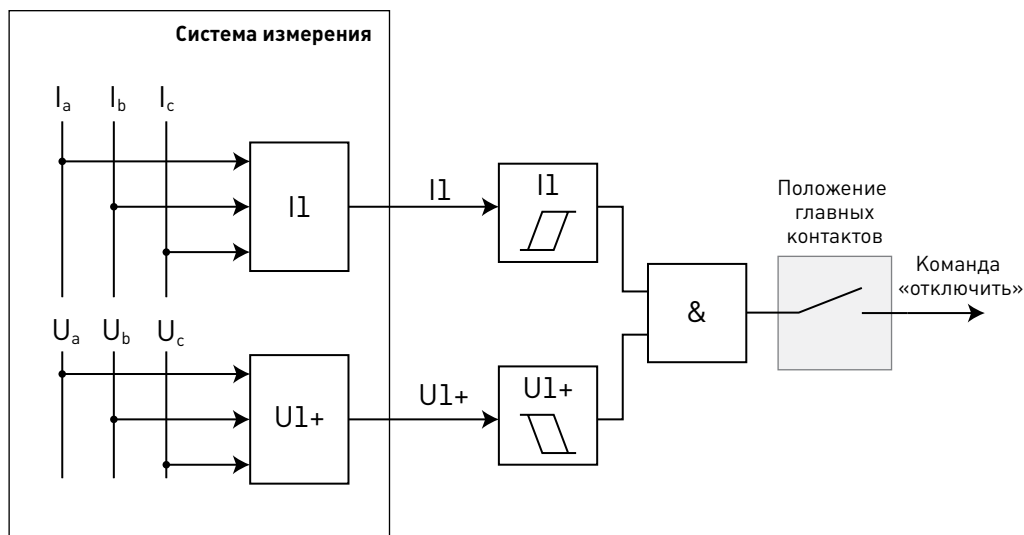 Система измерения
Ia Ib Ic
I1
I1
I1
Положение
главных
контактов
Команда
«отключить»
&
Ua Ub Uc
U1+
U1+
U1+